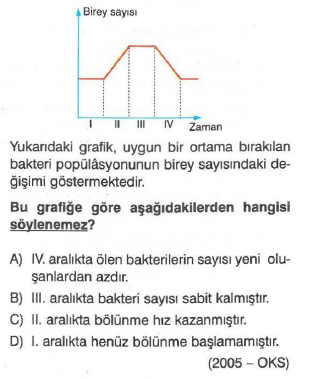 Birey sayısı
I II III IV Zaman
Yukarıdaki grafik, uygun bir ortama bırakılan
bakteri popülâsyonunun birey sayısındaki de-
ğişimi göstermektedir.
Bu grafiğe göre aşağıdakilerden hangisi
söylenemez?
A) IV. aralıkta ölen bakterilerin sayısı yeni olu-
şanlardan azdır.
B) III. aralıkta bakteri sayısı sabit kalmıştır.
C) II. aralıkta bölünme hız kazanmıştır.
D) I. aralıkta henüz bölünme başlamamıştır.
(2005 – OKS)